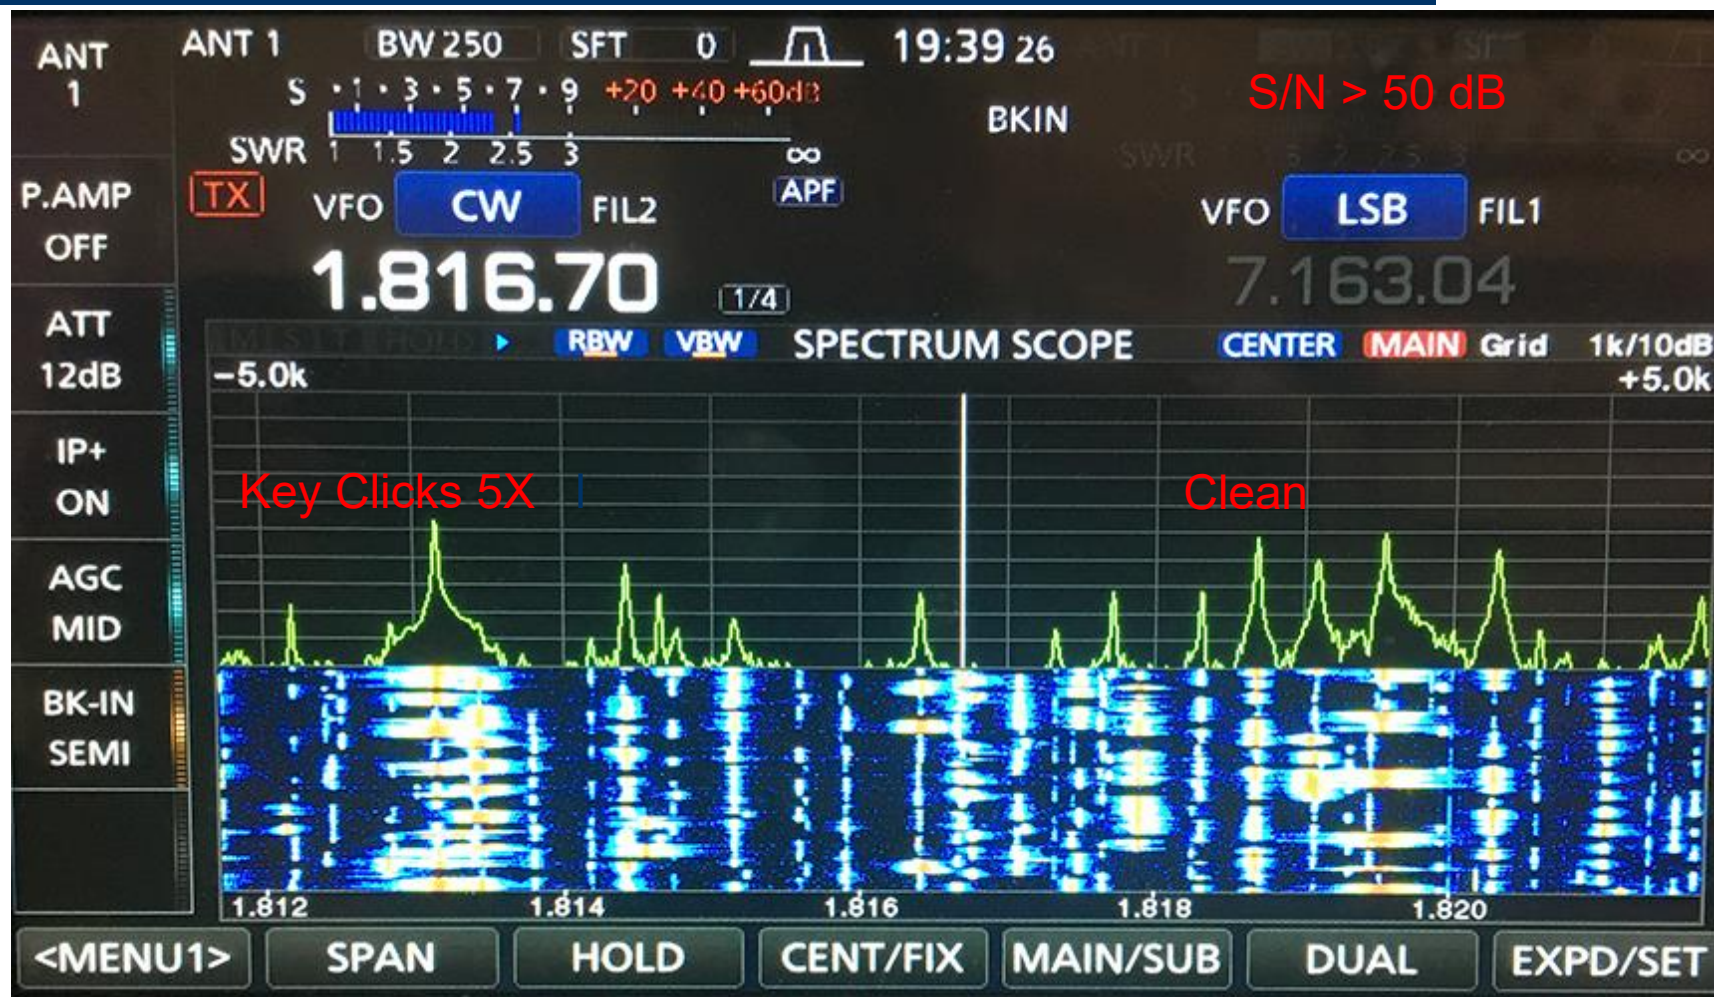 ANT
1
ANT 1
BW 250
SFT 0
19:39 26
S/N > 50 dB
S 1 3 5 7 9 +20 +40 +60dB
BKIN
SWR 1 1.5 2 2.5 3 ∞
P.AMP
OFF
TX
VFO CW FIL2
APF
VFO LSB FIL1
1.816.70
1/4
7.163.04
ATT
12dB
RBW VBW SPECTRUM SCOPE CENTER MAIN Grid 1k/10dB
-5.0k +5.0k
IP+
ON
Key Clicks 5X
Clean
AGC
MID
BK-IN
SEMI
1.812 1.814 1.816 1.818 1.820
<MENU1> SPAN HOLD CENT/FIX MAIN/SUB DUAL EXPD/SET